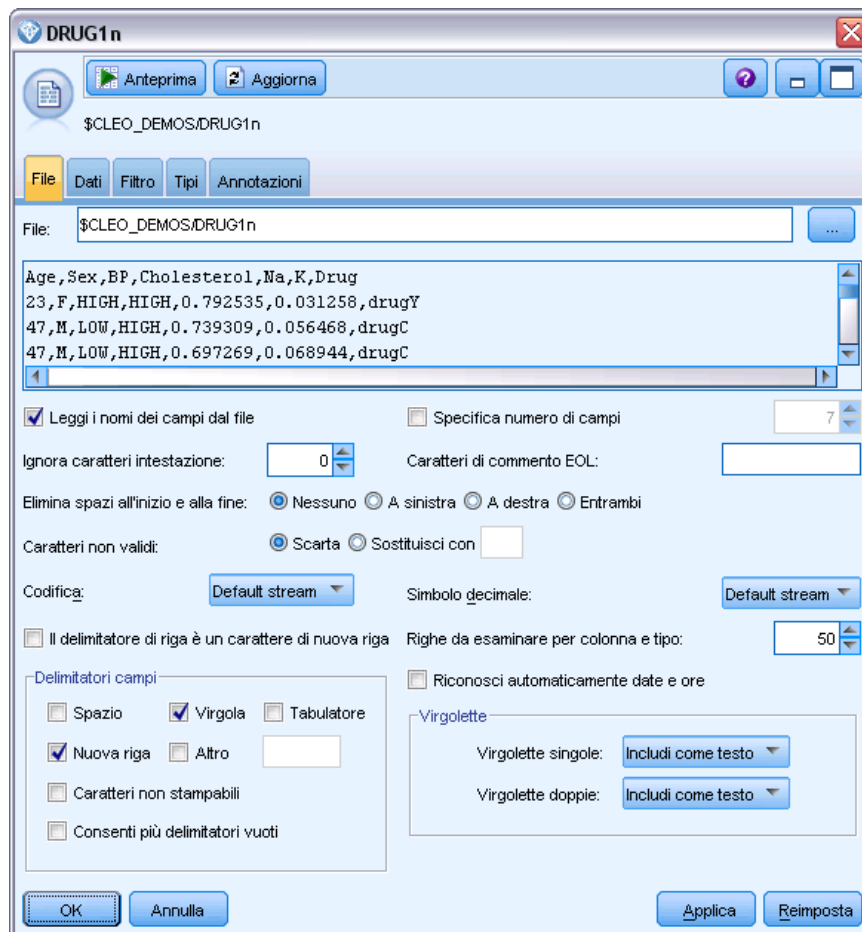 DRUG1n
Anteprima Aggiorna
$CLEO_DEMOS/DRUG1n
File Dati Filtro Tipi Annotazioni
File: $CLEO_DEMOS/DRUG1n ...
Age,Sex,BP,Cholesterol,Na,K,Drug
23,F,HIGH,HIGH,0.792535,0.031258,drugY
47,M,LOW,HIGH,0.739309,0.056468,drugC
47,M,LOW,HIGH,0.697269,0.068944,drugC
Leggi i nomi dei campi dal file Specifica numero di campi 7
Ignora caratteri intestazione: 0 Caratteri di commento EOL:
Elimina spazi all'inizio e alla fine: Nessuno A sinistra A destra Entrambi
Caratteri non validi: Scarta Sostituisci con
Codifica: Default stream Simbolo decimale: Default stream
Il delimitatore di riga è un carattere di nuova riga Righe da esaminare per colonna e tipo: 50
Delimitatori campi Riconosci automaticamente date e ore
Spazio Virgola Tabulatore Virgolette
Nuova riga Altro Virgolette singole: Includi come testo
Caratteri non stampabili Virgolette doppie: Includi come testo
Consenti più delimitatori vuoti
OK Annulla Applica Reimposta